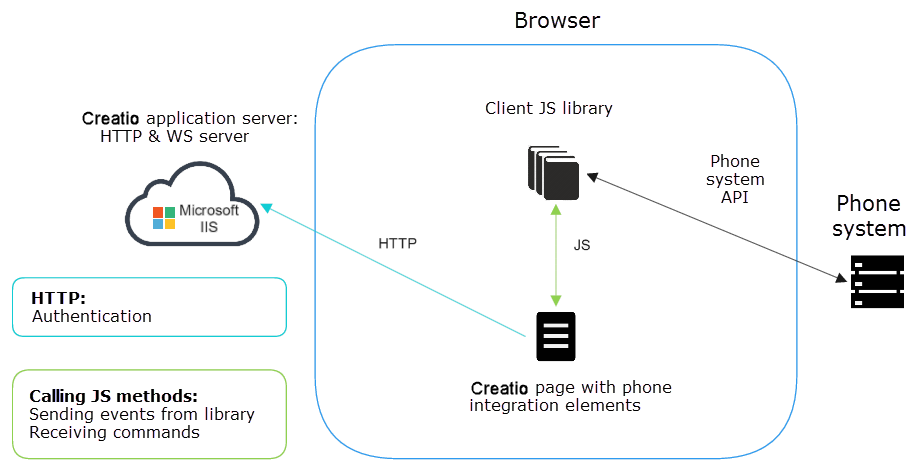 Browser
Client JS library
Creatio application server:
HTTP & WS server
Microsoft
IIS
Phone
system
API
Phone
system
HTTP
JS
HTTP:
Authentication
Creatio page with phone
integration elements
Calling JS methods:
Sending events from library
Receiving commands